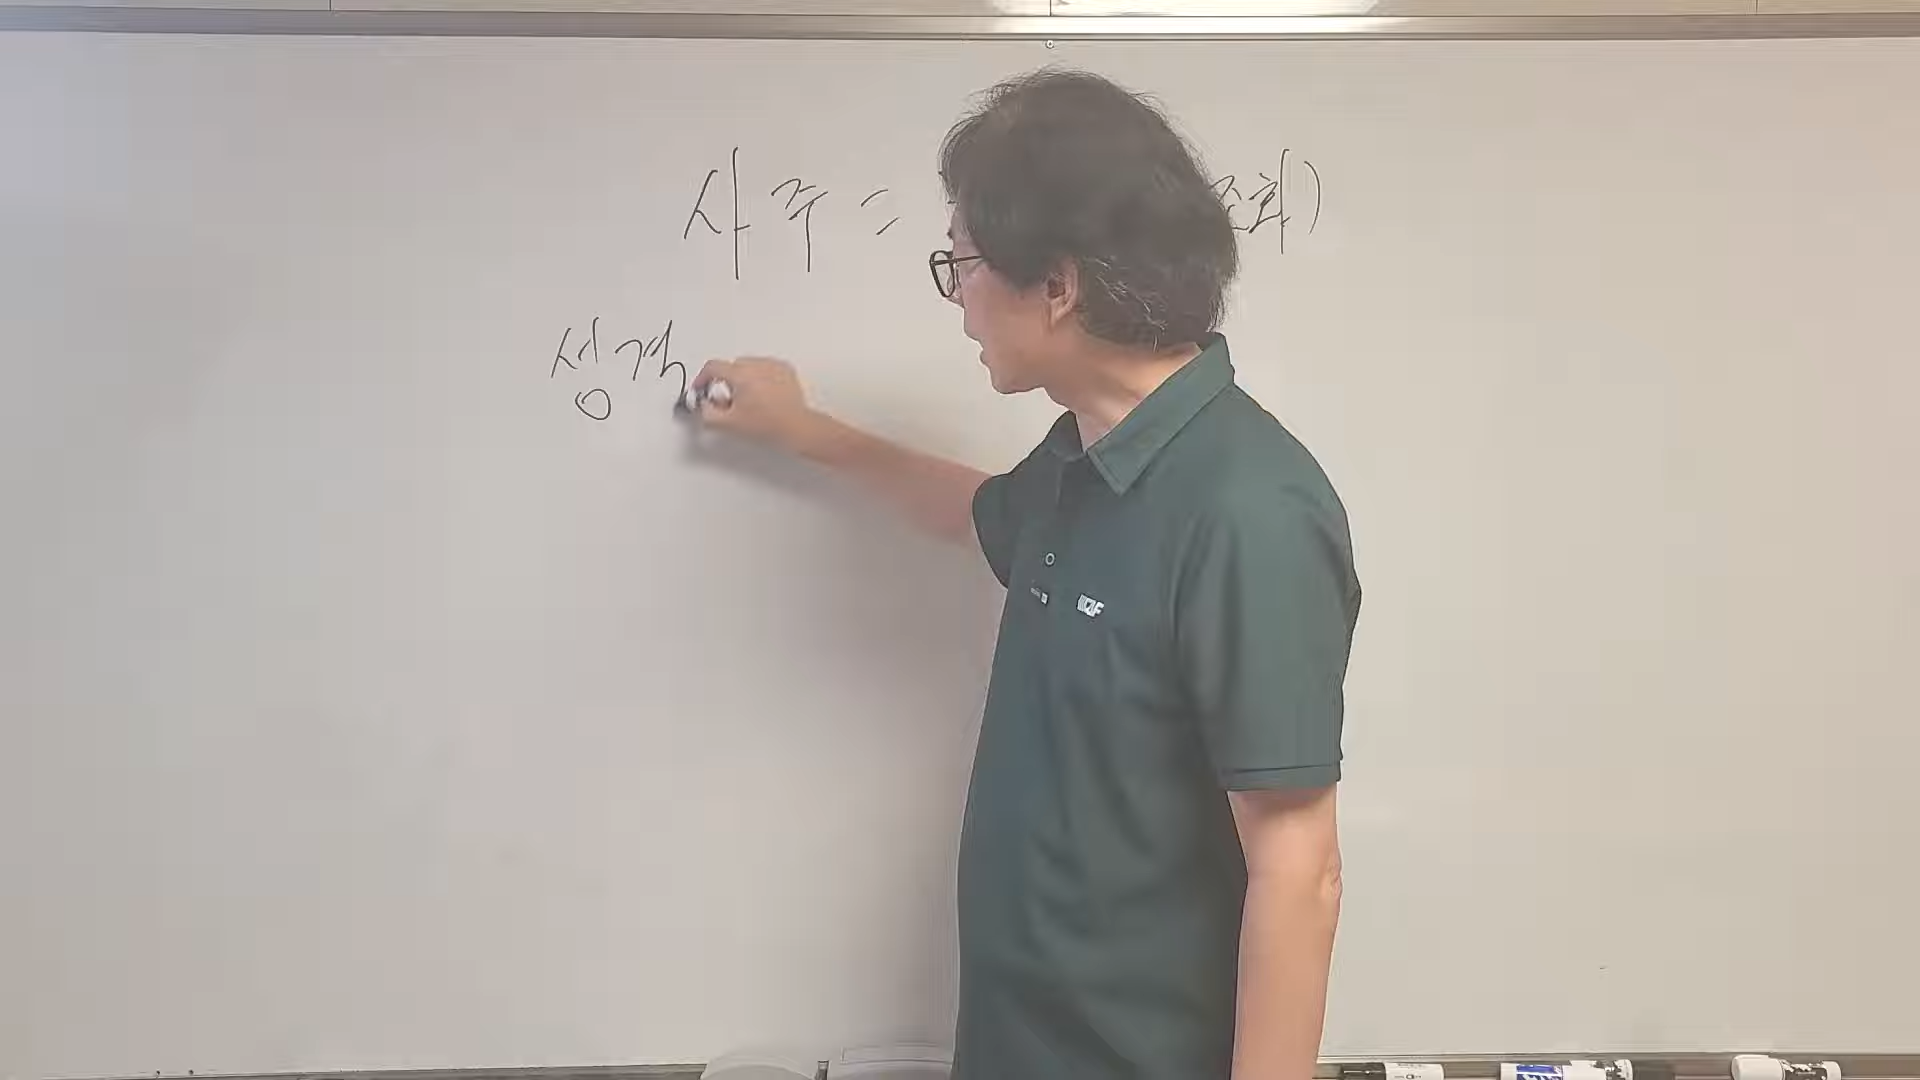 사주 = 조화)
성격